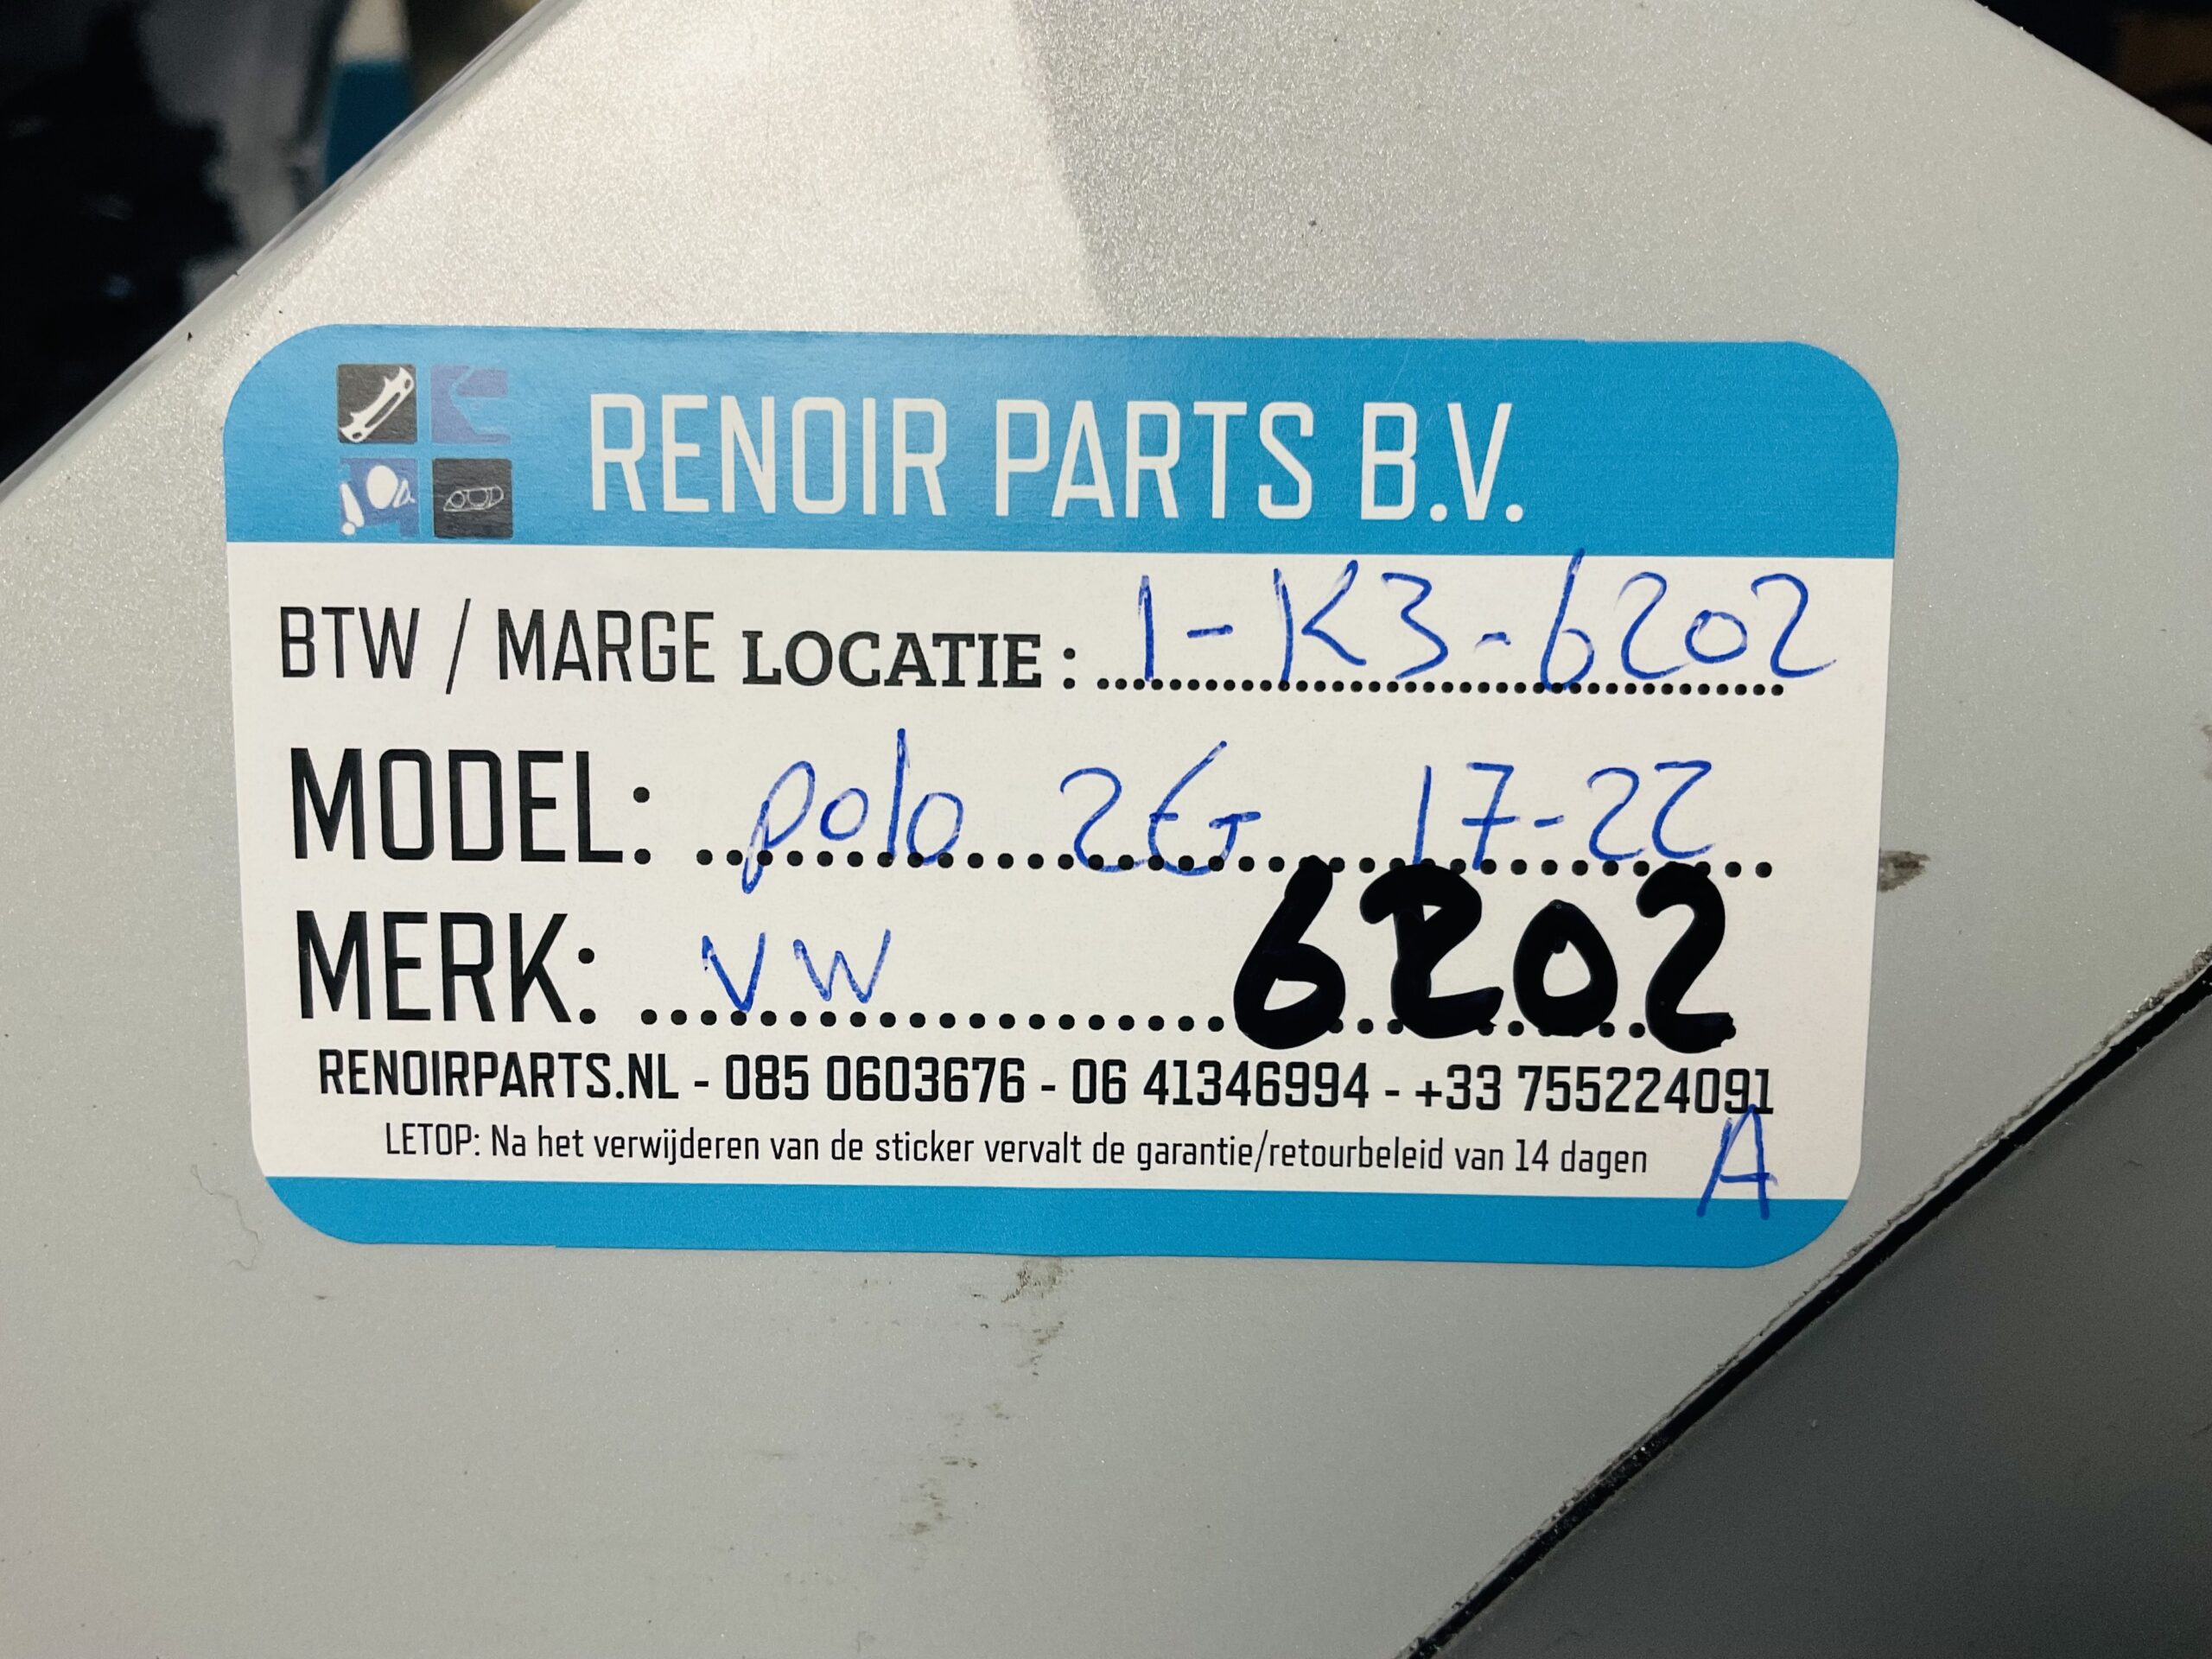 RENOIR PARTS B.V.
BTW / MARGE LOCATIE : 1-K3-6202
MODEL: polo 2G 17-22
MERK: VW 6202
RENOIRPARTS.NL - 085 0603676 - 06 41346994 - +33 755224091
LETOP: Na het verwijderen van de sticker vervalt de garantie/retourbeleid van 14 dagen
A